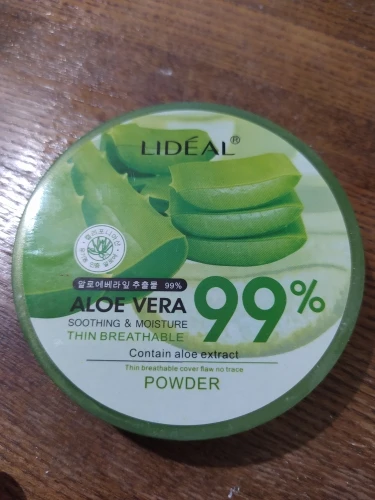 LIDÉAL®
알로에베라잎 추출물 99%
ALOE VERA
99%
SOOTHING & MOISTURE
THIN BREATHABLE
Contain aloe extract
Thin breathable cover flaw no trace
POWDER